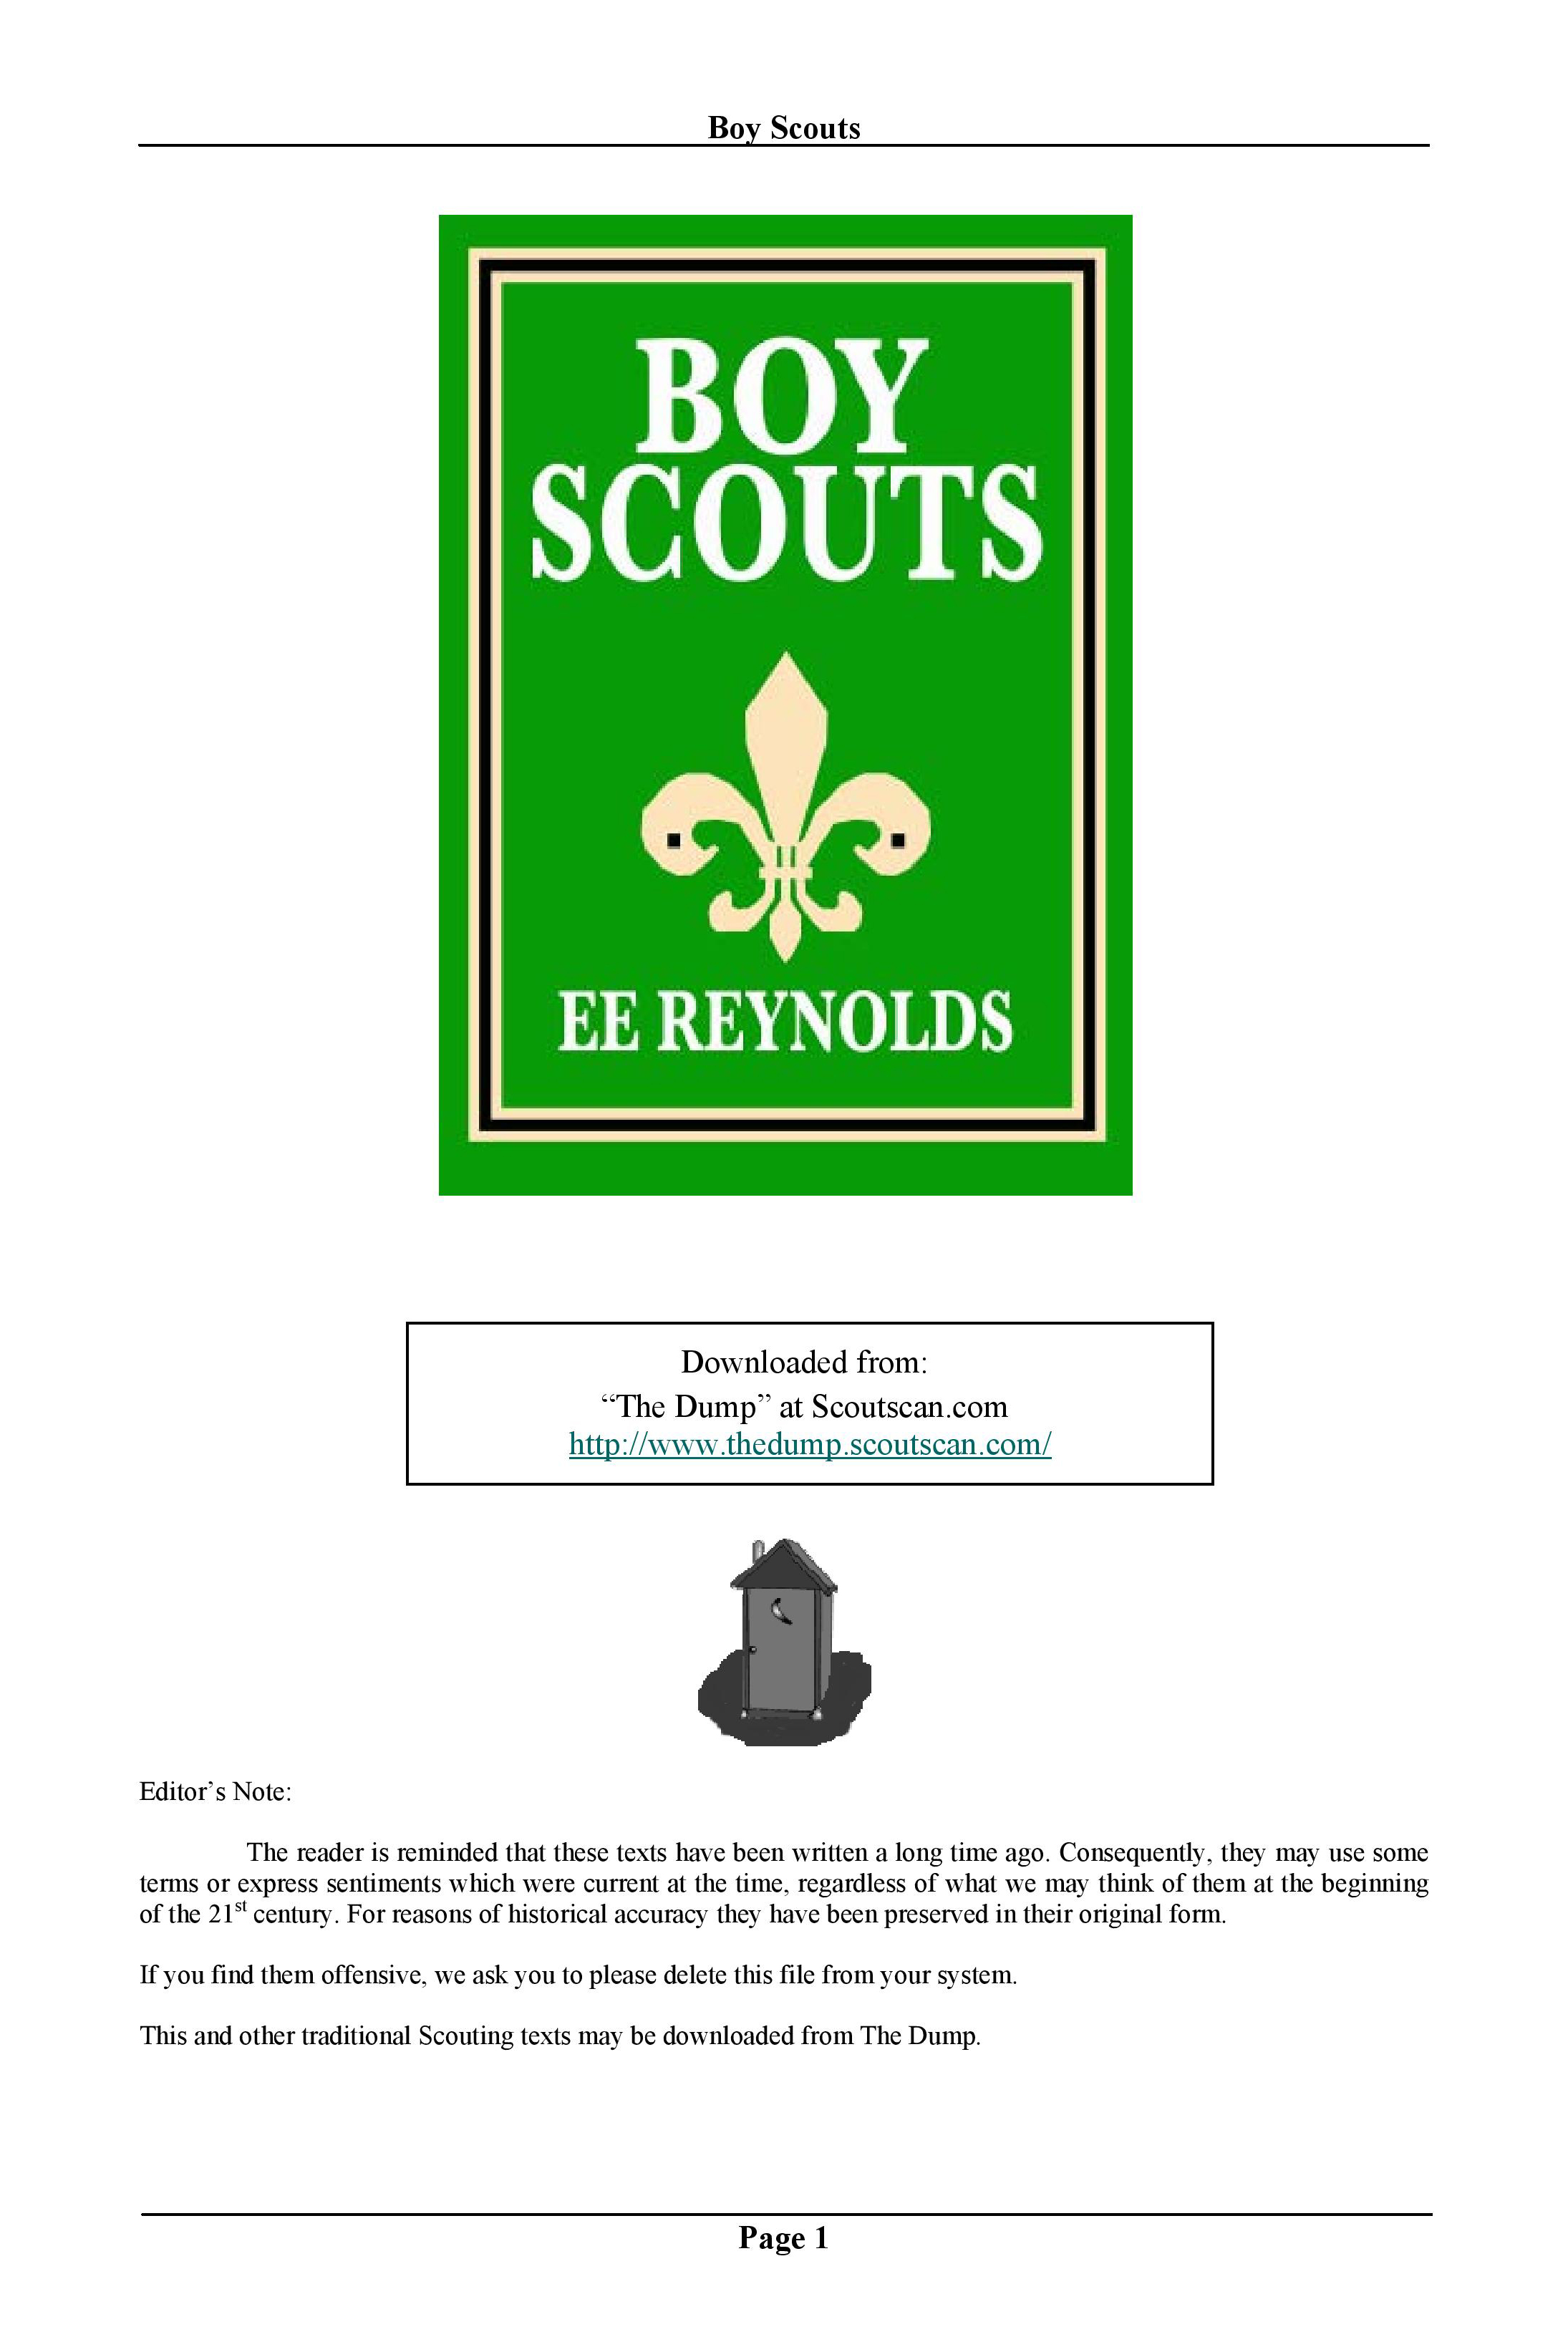 Boy Scouts
BOY
SCOUTS
EE REYNOLDS
Downloaded from:
“The Dump” at Scoutscan.com
http://www.thedump.scoutscan.com/
Editor’s Note:
The reader is reminded that these texts have been written a long time ago. Consequently, they may use some
terms or express sentiments which were current at the time, regardless of what we may think of them at the beginning
of the 21st century. For reasons of historical accuracy they have been preserved in their original form.
If you find them offensive, we ask you to please delete this file from your system.
This and other traditional Scouting texts may be downloaded from The Dump.
Page 1